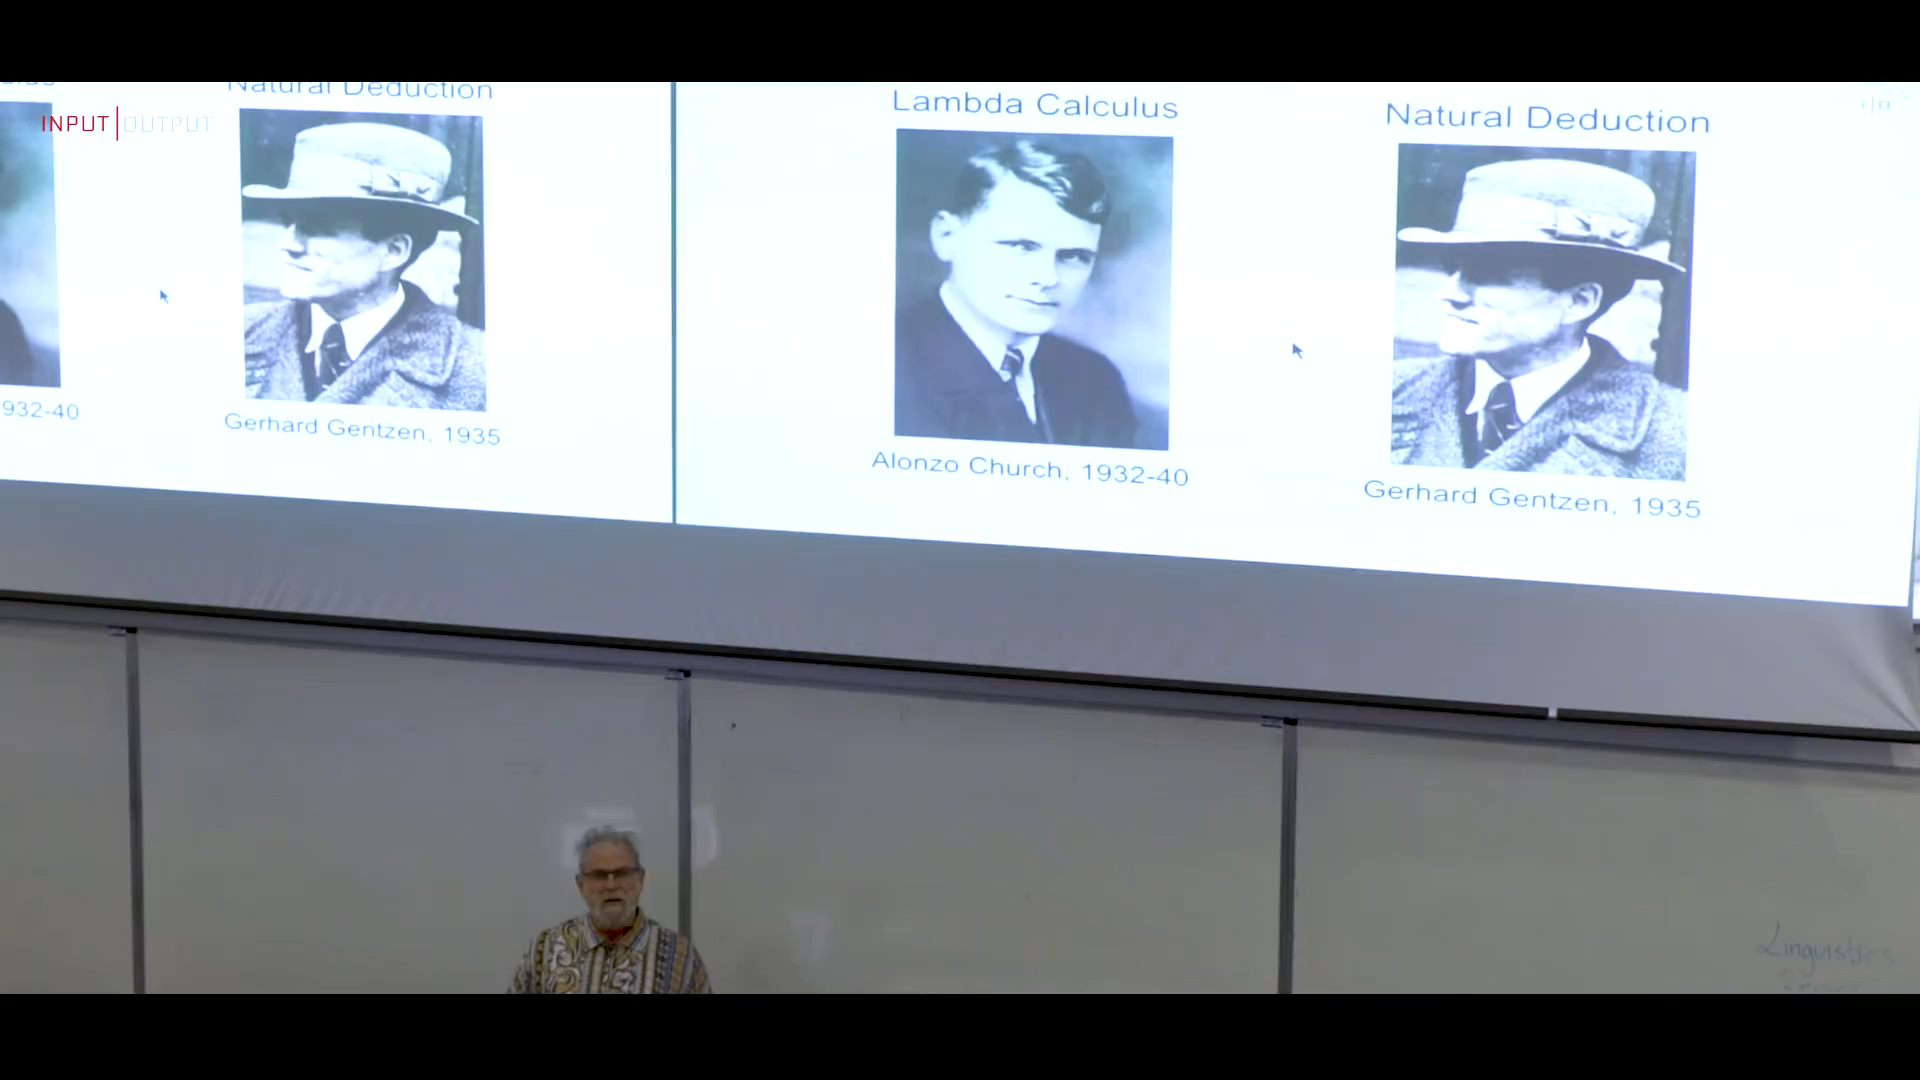 Natural Deduction
INPUT OUTPUT
932-40
Gerhard Gentzen, 1935
Lambda Calculus
Natural Deduction
Alonzo Church, 1932-40
Gerhard Gentzen, 1935
Linguistics